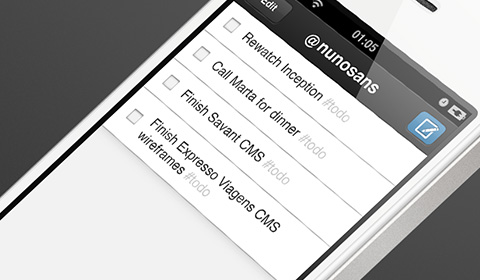 01:05
Edit
@nunosans
Rewatch Inception #todo
Call Marta for dinner #todo
Finish Savant CMS #todo
Finish Expresso Viagens CMS
wireframes #todo